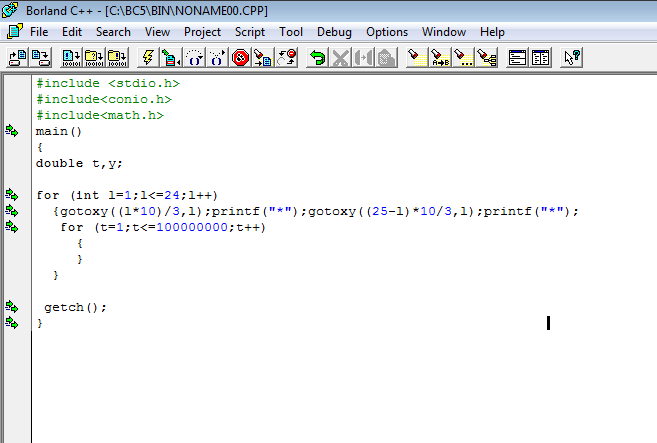 Borland C++ - [C:\BC5\BIN\NONAME00.CPP]
File Edit Search View Project Script Tool Debug Options Window Help
#include <stdio.h>
#include<conio.h>
#include<math.h>
main()
{
double t,y;
for (int l=1;l<=24;l++)
{gotoxy((l*10)/3,l);printf("*");gotoxy((25-l)*10/3,l);printf("*");
for (t=1;t<=100000000;t++)
{
}
}
getch();
}